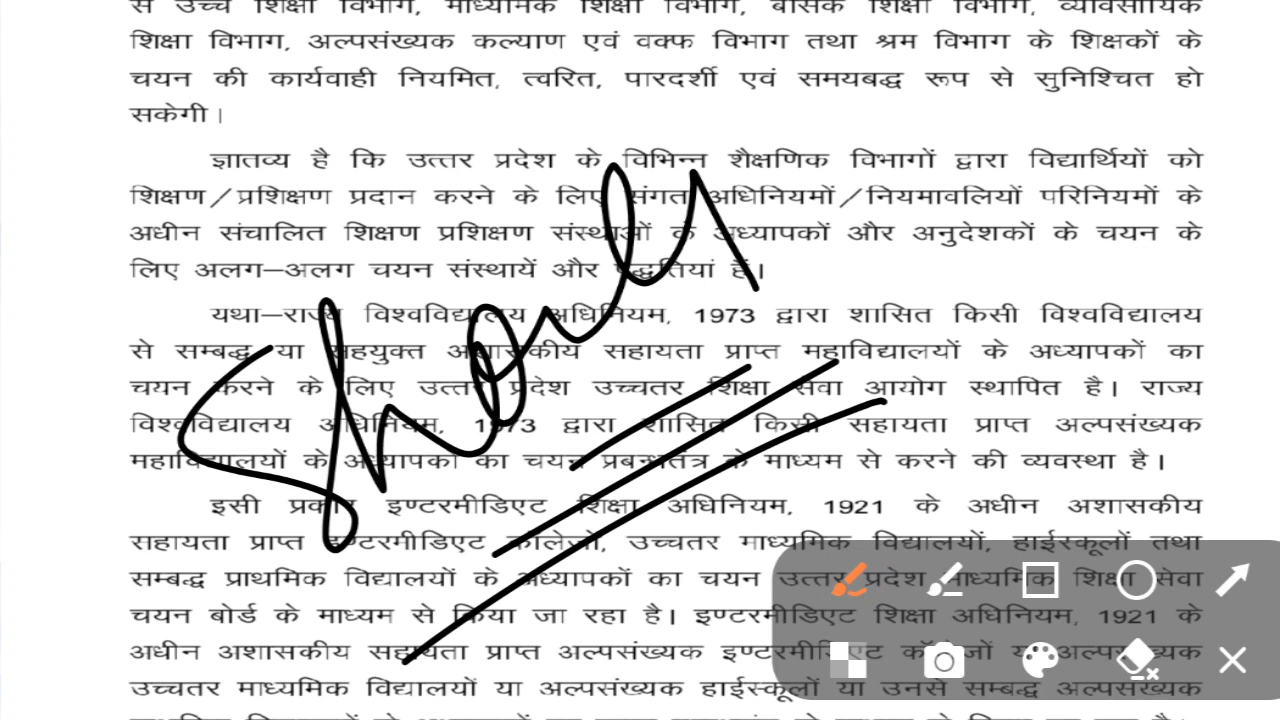 से उच्च शिक्षा विभाग, माध्यमिक शिक्षा विभाग, बेसिक शिक्षा विभाग, व्यावसायिक
शिक्षा विभाग, अल्पसंख्यक कल्याण एवं वक्फ विभाग तथा श्रम विभाग के शिक्षकों के
चयन की कार्यवाही नियमित, त्वरित, पारदर्शी एवं समयबद्ध रूप से सुनिश्चित हो
सकेगी।
ज्ञातव्य है कि उत्तर प्रदेश के विभिन्न शैक्षणिक विभागों द्वारा विद्यार्थियों को
शिक्षण/प्रशिक्षण प्रदान करने के लिए संगत अधिनियमों/नियमावलियों परिनियमों के
अधीन संचालित शिक्षण प्रशिक्षण संस्थाओं के अध्यापकों और अनुदेशकों के चयन के
लिए अलग–अलग चयन संस्थायें और पद्धतियां हैं।
यथा–राज्य विश्वविद्यालय अधिनियम, 1973 द्वारा शासित किसी विश्वविद्यालय
से सम्बद्ध या सहयुक्त अशासकीय सहायता प्राप्त महाविद्यालयों के अध्यापकों का
चयन करने के लिए उत्तर प्रदेश उच्चतर शिक्षा सेवा आयोग स्थापित है। राज्य
विश्वविद्यालय अधिनियम, 1973 द्वारा शासित किसी सहायता प्राप्त अल्पसंख्यक
महाविद्यालयों के अध्यापकों का चयन प्रबन्धतंत्र के माध्यम से करने की व्यवस्था है।
इसी प्रकार इण्टरमीडिएट शिक्षा अधिनियम, 1921 के अधीन अशासकीय
सहायता प्राप्त इण्टरमीडिएट कॉलेजों, उच्चतर माध्यमिक विद्यालयों, हाईस्कूलों तथा
सम्बद्ध प्राथमिक विद्यालयों के अध्यापकों का चयन उत्तर प्रदेश माध्यमिक शिक्षा सेवा
चयन बोर्ड के माध्यम से किया जा रहा है। इण्टरमीडिएट शिक्षा अधिनियम, 1921 के
अधीन अशासकीय सहायता प्राप्त अल्पसंख्यक इण्टरमीडिएट कॉलेजों या अल्पसंख्यक
उच्चतर माध्यमिक विद्यालयों या अल्पसंख्यक हाईस्कूलों या उनसे सम्बद्ध अल्पसंख्यक